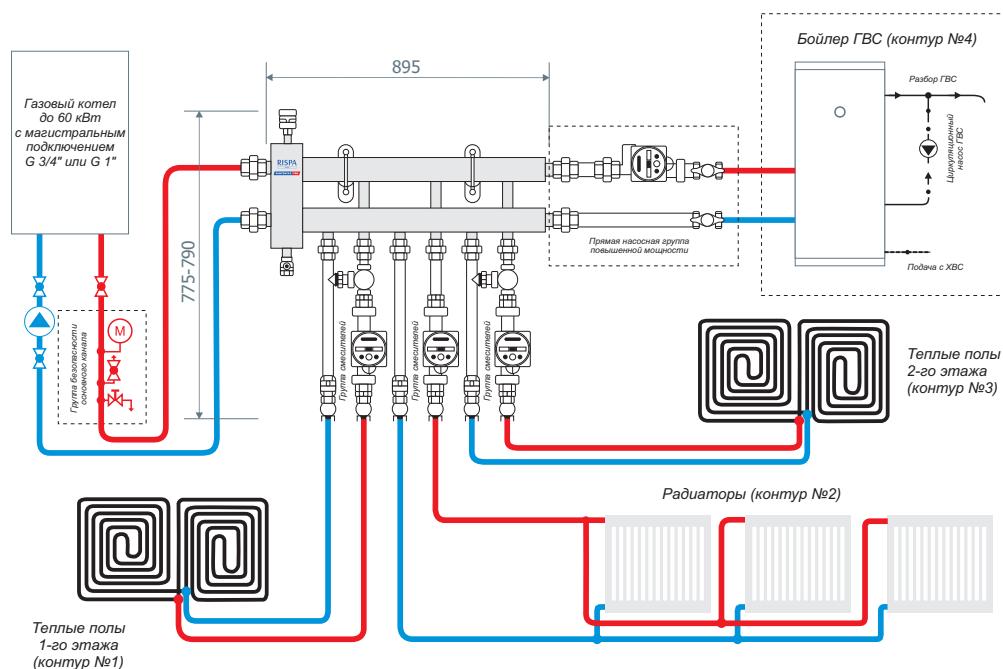 Газовый котел
до 60 кВт
с магистральным
подключением
G 3/4" или G 1"
895
775-790
RISPA
Бойлер ГВС (контур №4)
Разбор ГВС
Циркуляционный
насос ГВС
Подача с ХВС
Прямая насосная группа
повышенной мощности
Группа безопасности
основного канала
M
Группа смесителей
Группа смесителей
Группа смесителей
Теплые полы
2-го этажа
(контур №3)
Радиаторы (контур №2)
Теплые полы
1-го этажа
(контур №1)